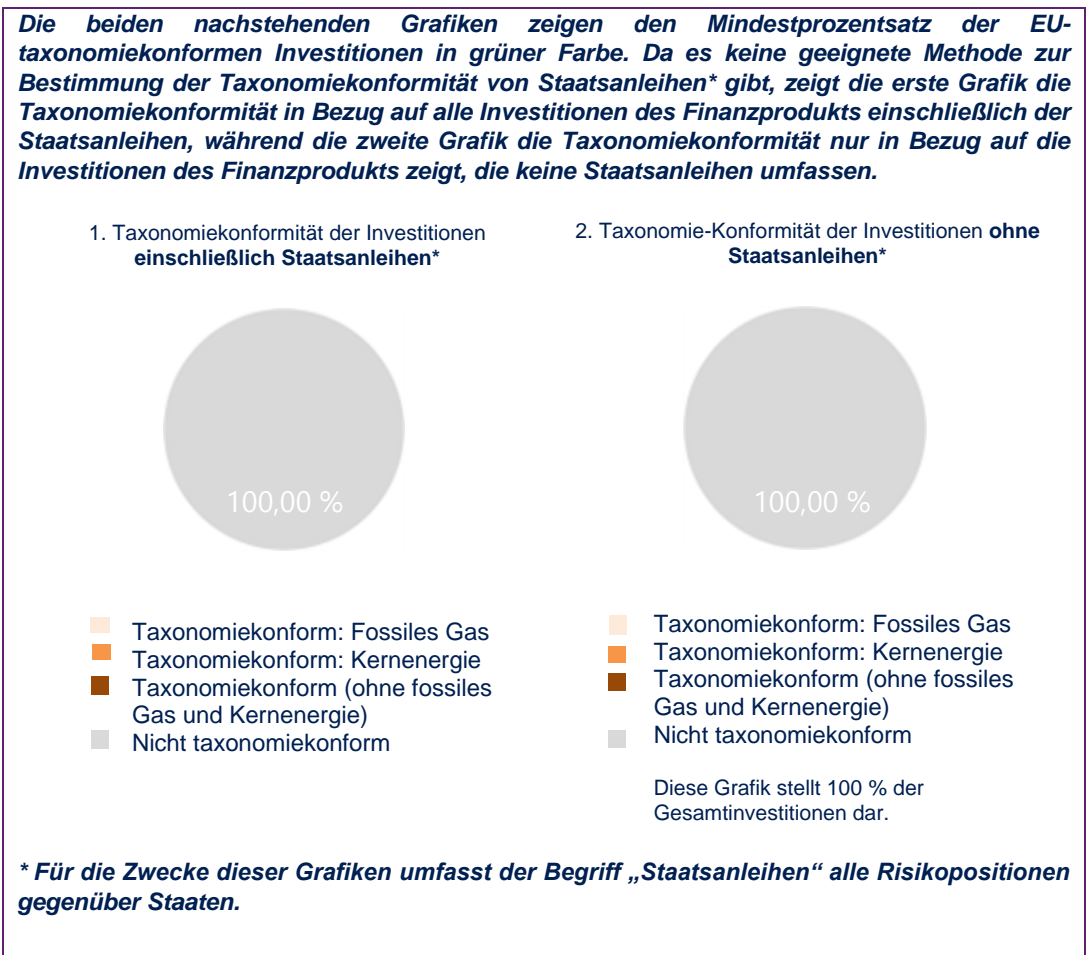 Die beiden nachstehenden Grafiken zeigen den Mindestprozentsatz der EU-
taxonomiekonformen Investitionen in grüner Farbe. Da es keine geeignete Methode zur
Bestimmung der Taxonomiekonformität von Staatsanleihen* gibt, zeigt die erste Grafik die
Taxonomiekonformität in Bezug auf alle Investitionen des Finanzprodukts einschließlich der
Staatsanleihen, während die zweite Grafik die Taxonomiekonformität nur in Bezug auf die
Investitionen des Finanzprodukts zeigt, die keine Staatsanleihen umfassen.
1. Taxonomiekonformität der Investitionen
einschließlich Staatsanleihen*
100,00 %
Taxonomiekonform: Fossiles Gas
Taxonomiekonform: Kernenergie
Taxonomiekonform (ohne fossiles
Gas und Kernenergie)
Nicht taxonomiekonform
2. Taxonomie-Konformität der Investitionen ohne
Staatsanleihen*
100,00 %
Taxonomiekonform: Fossiles Gas
Taxonomiekonform: Kernenergie
Taxonomiekonform (ohne fossiles
Gas und Kernenergie)
Nicht taxonomiekonform
Diese Grafik stellt 100 % der
Gesamtinvestitionen dar.
* Für die Zwecke dieser Grafiken umfasst der Begriff „Staatsanleihen“ alle Risikopositionen
gegenüber Staaten.